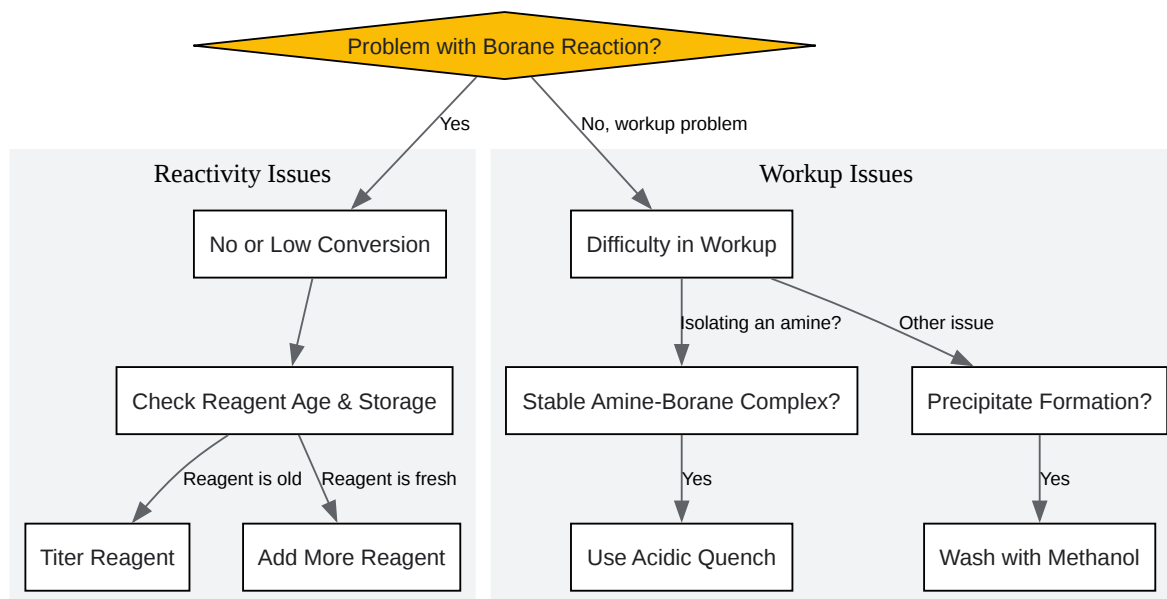 Problem with Borane Reaction?
Yes
No, workup problem
Reactivity Issues
Workup Issues
No or Low Conversion
Difficulty in Workup
Isolating an amine?
Other issue
Check Reagent Age & Storage
Stable Amine-Borane Complex?
Precipitate Formation?
Reagent is old
Reagent is fresh
Yes
Yes
Titer Reagent
Add More Reagent
Use Acidic Quench
Wash with Methanol